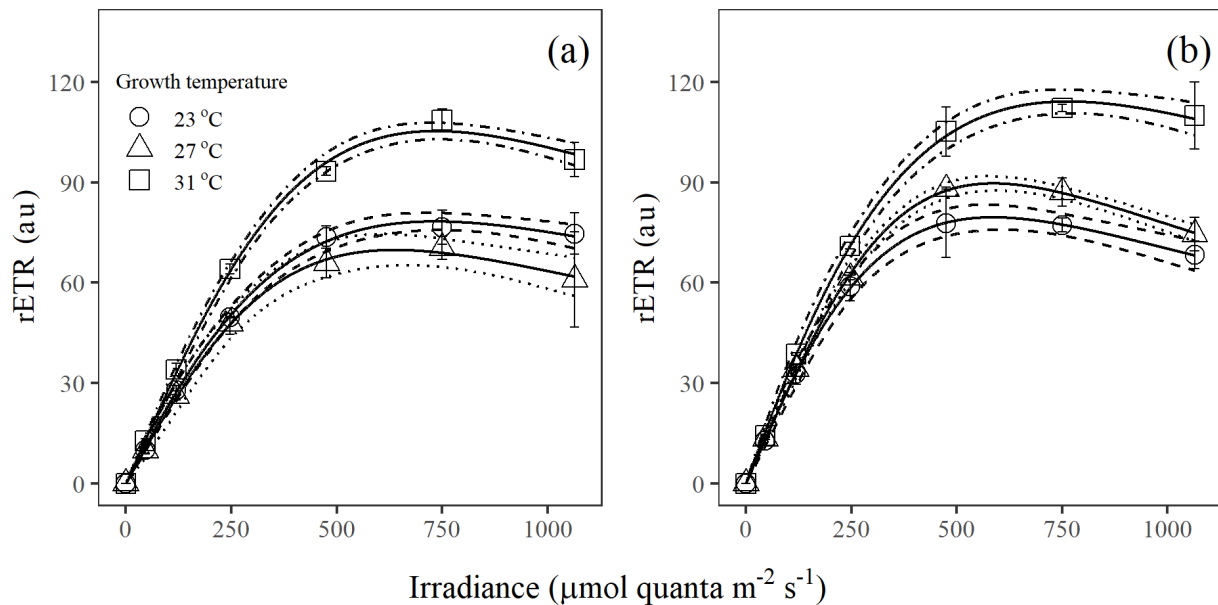 (a)
Growth temperature
23 °C
27 °C
31 °C
rETR (au)
120
90
60
30
0
0 250 500 750 1000
(b)
rETR (au)
120
90
60
30
0
0 250 500 750 1000
Irradiance (μmol quanta m⁻² s⁻¹)